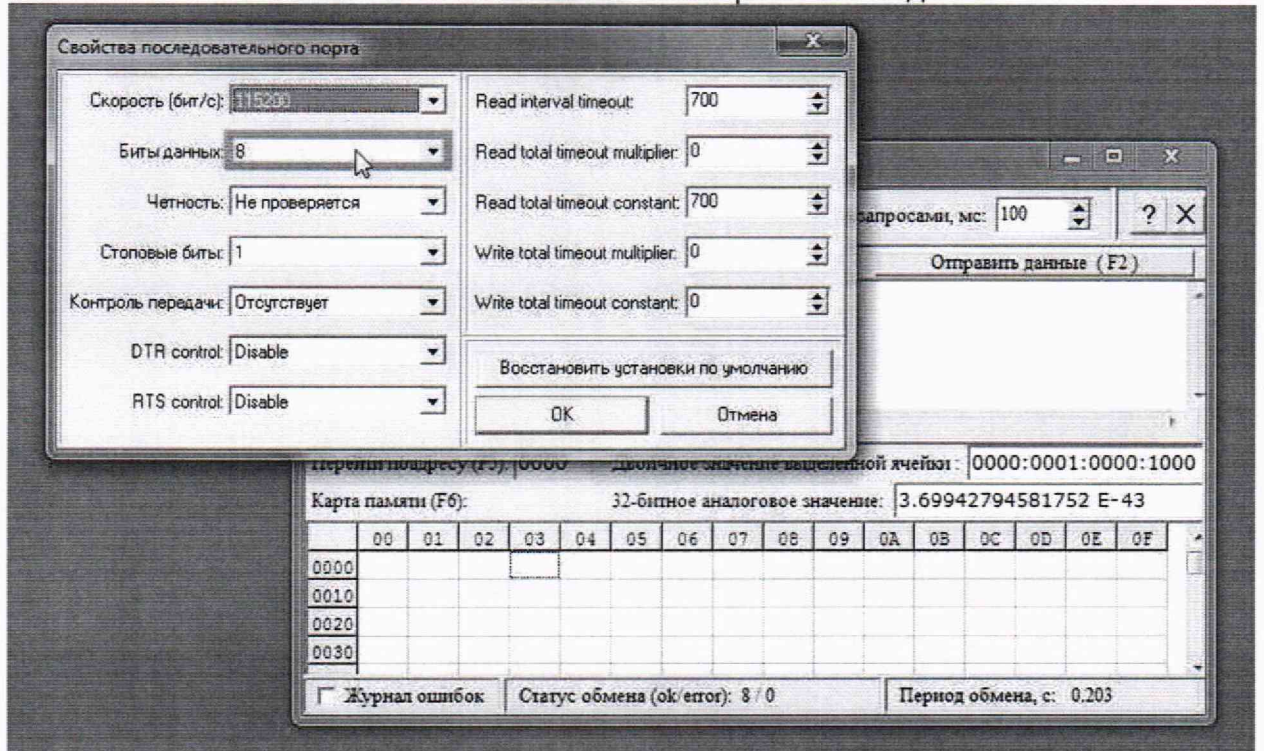 Свойства последовательного порта
Скорость (бит/с): 115200
Read interval timeout: 700
Биты данных: 8
Read total timeout multiplier: 0
Четность: Не проверяется
Read total timeout constant: 700
Стоповые биты: 1
Write total timeout multiplier: 0
Контроль передачи: Отсутствует
Write total timeout constant: 0
DTR control: Disable
RTS control: Disable
Восстановить установки по умолчанию
OK
Отмена
запросами, мс: 100
?
Отправить данные (F2)
Перейти по адресу (F5): 0000
Двоичное значение выделенной ячейки : 0000:0001:0000:1000
Карта памяти (F6):
32-битное аналоговое значение: 3.69942794581752 E-43
00 01 02 03 04 05 06 07 08 09 0A 0B 0C 0D 0E 0F
0000
0010
0020
0030
Журнал ошибок
Статус обмена (ok/error): 8 / 0
Период обмена, с: 0.203